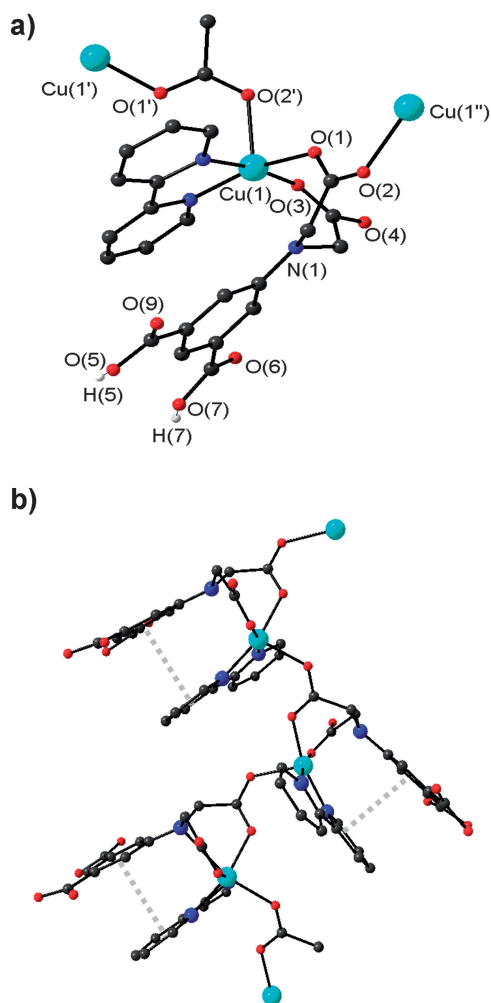 a)
Cu(1')
O(1')
O(2')
Cu(1'')
O(1)
O(2)
Cu(1)
O(3)
O(4)
N(1)
O(9)
O(5)
O(6)
H(5)
O(7)
H(7)
b)